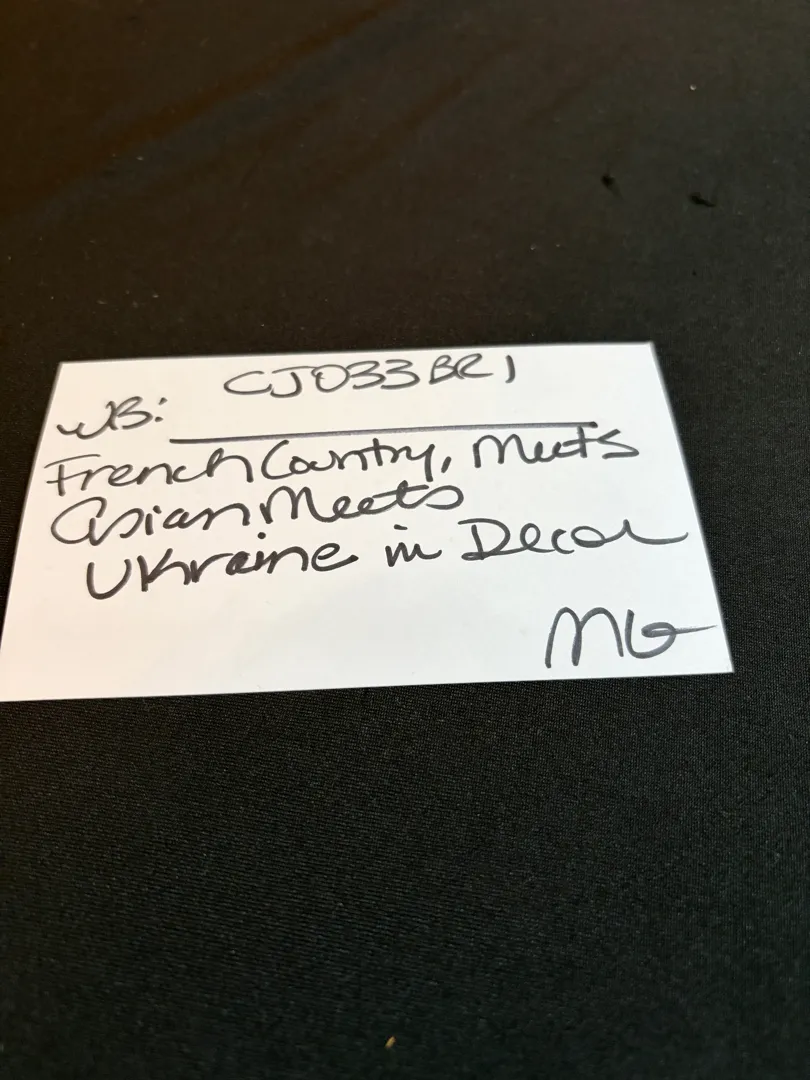 CJ033BR1
WB:
French Country, Meets
Asian Meets
Ukraine in Decor
MG